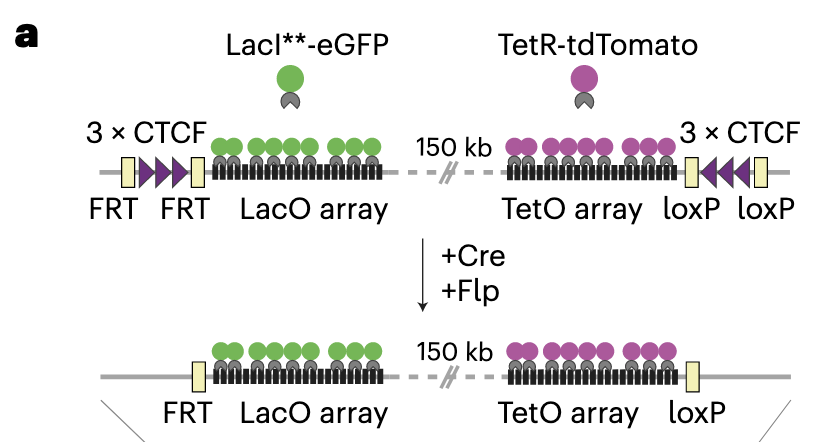 a
LacI**-eGFP TetR-tdTomato
3 × CTCF 150 kb 3 × CTCF
FRT FRT LacO array TetO array loxP loxP
+Cre
+Flp
150 kb
FRT LacO array TetO array loxP